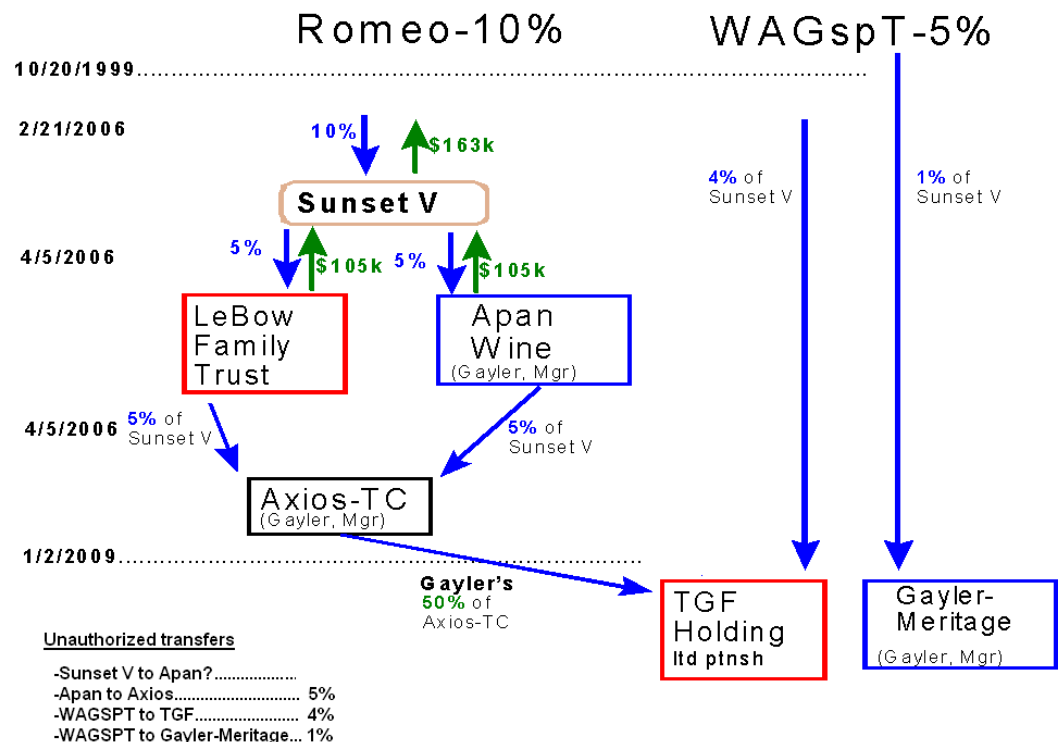 Romeo-10%
WAGspT-5%
10/20/1999
2/21/2006
10%
$163k
4% of
Sunset V
1% of
Sunset V
Sunset V
4/5/2006
5%
$105k
5%
$105k
LeBow
Family
Trust
Apan
Wine
(Gayler, Mgr)
4/5/2006
5% of
Sunset V
5% of
Sunset V
Axios-TC
(Gayler, Mgr)
1/2/2009
Gayler's
50% of
Axios-TC
TGF
Holding
ltd ptnsh
Gayler-
Meritage
(Gayler, Mgr)
Unauthorized transfers
-Sunset V to Apan?...................
-Apan to Axios............................ 5%
-WAGSPT to TGF....................... 4%
-WAGSPT to Gayler-Meritage... 1%